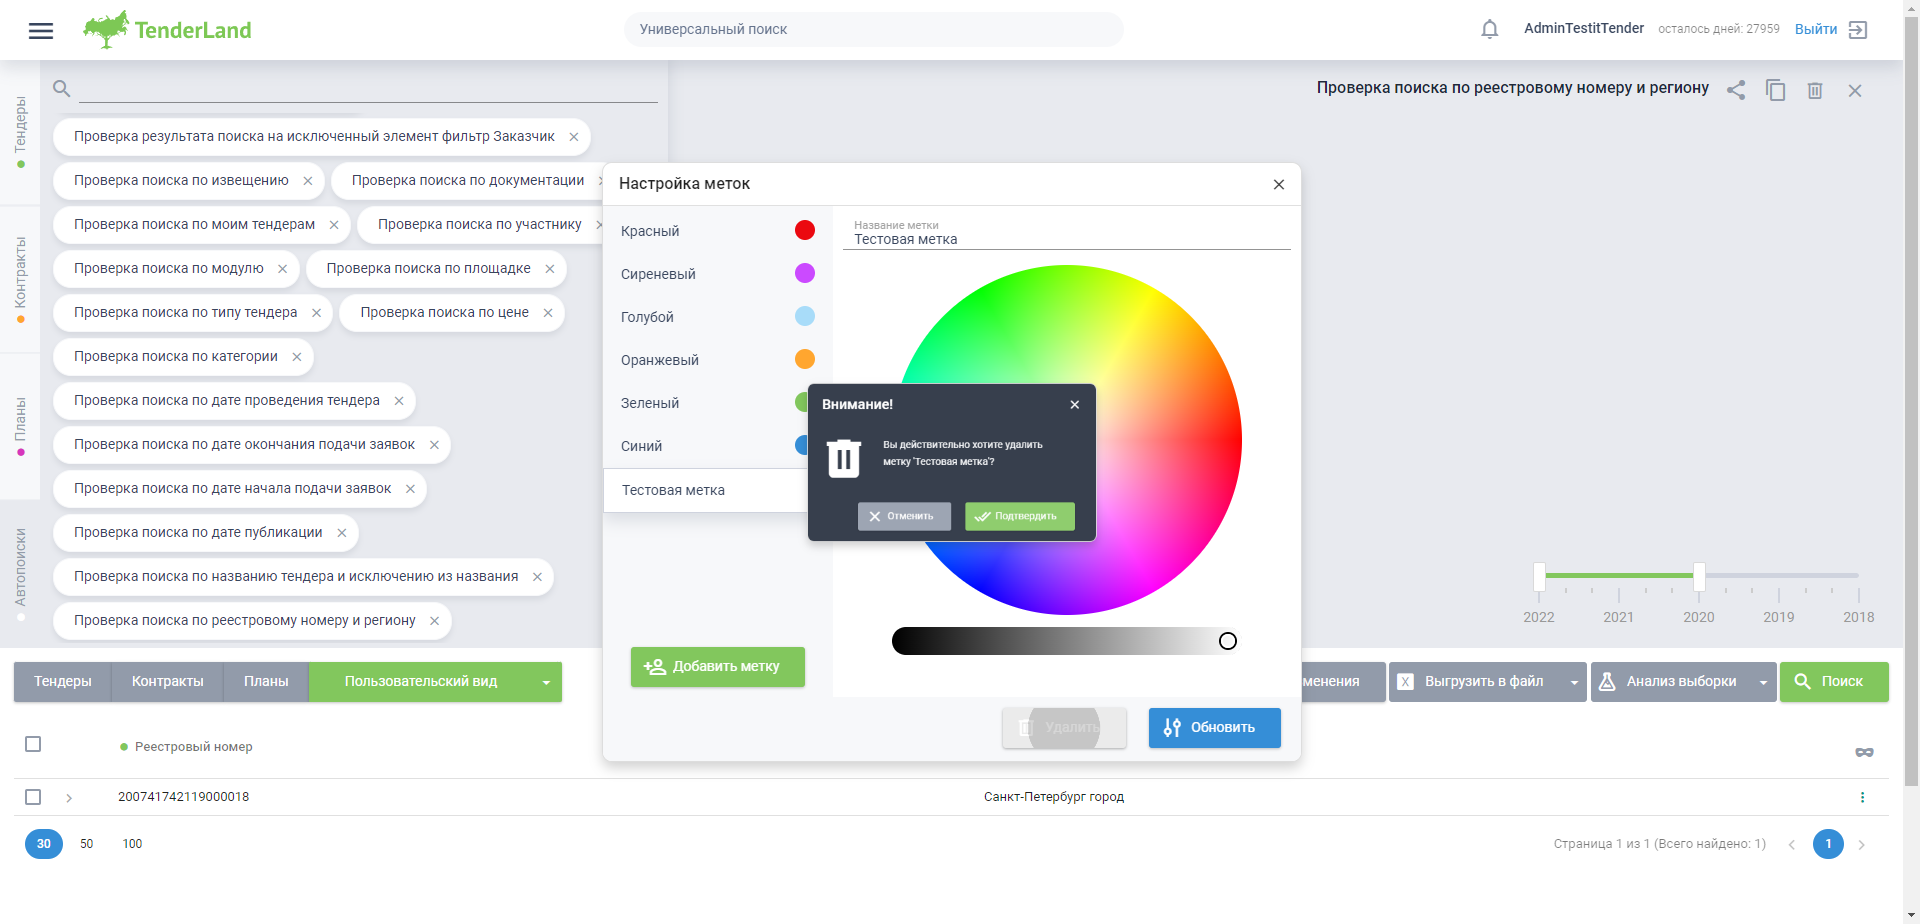 TenderLand
Универсальный поиск
AdminTestitTender
осталось дней: 27959
Выйти
Тендеры
Контракты
Планы
Автопоиски
Проверка результата поиска на исключенный элемент фильтр Заказчик
Проверка поиска по извещению
Проверка поиска по документации
Проверка поиска по моим тендерам
Проверка поиска по участнику
Проверка поиска по модулю
Проверка поиска по площадке
Проверка поиска по типу тендера
Проверка поиска по цене
Проверка поиска по категории
Проверка поиска по дате проведения тендера
Проверка поиска по дате окончания подачи заявок
Проверка поиска по дате начала подачи заявок
Проверка поиска по дате публикации
Проверка поиска по названию тендера и исключению из названия
Проверка поиска по реестровому номеру и региону
Проверка поиска по реестровому номеру и региону
2022 2021 2020 2019 2018
Настройка меток
Красный
Сиреневый
Голубой
Оранжевый
Зеленый
Синий
Тестовая метка
Добавить метку
Название метки
Тестовая метка
Внимание!
Вы действительно хотите удалить
метку 'Тестовая метка'?
Отменить
Подтвердить
Удалить
Обновить
Тендеры
Контракты
Планы
Пользовательский вид
менения
Выгрузить в файл
Анализ выборки
Поиск
Реестровый номер
200741742119000018
Санкт-Петербург город
30 50 100
Страница 1 из 1 (Всего найдено: 1)
1